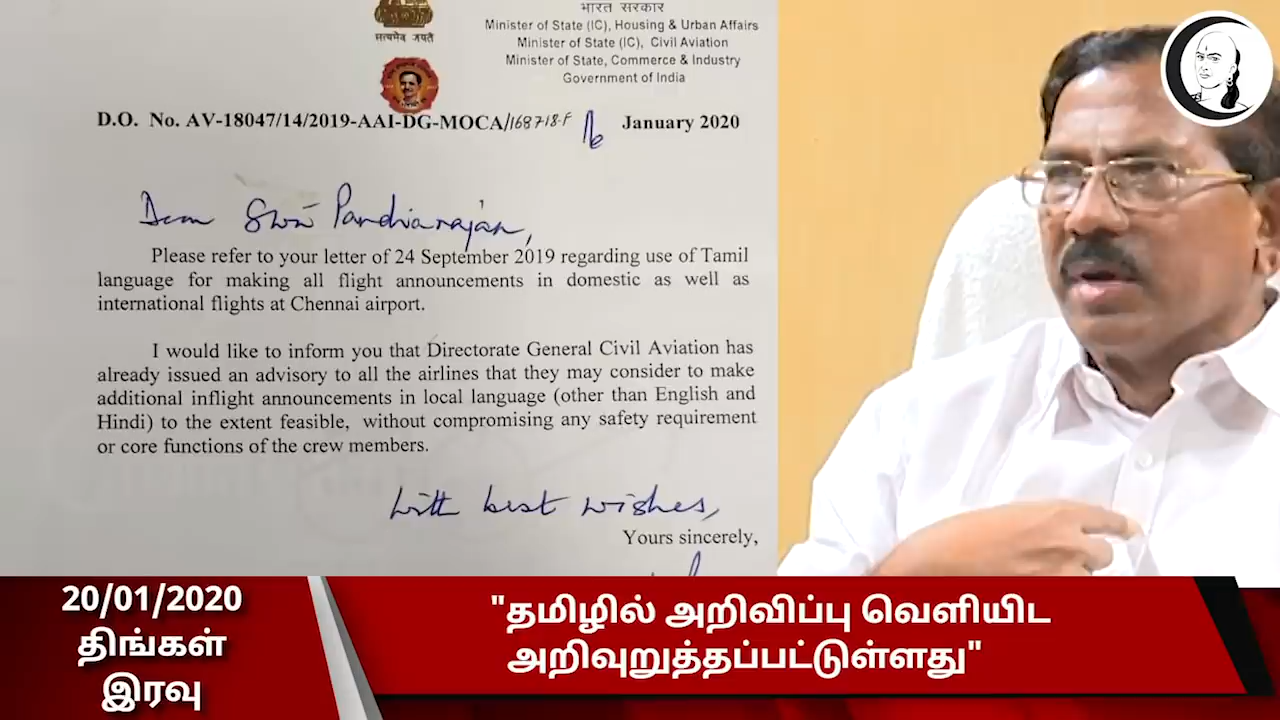 सत्यमेव जयते
भारत सरकार
Minister of State (IC), Housing & Urban Affairs
Minister of State (IC), Civil Aviation
Minister of State, Commerce & Industry
Government of India
D.O. No. AV-18047/14/2019-AAI-DG-MOCA/168718-F 16 January 2020
Dear Shri Pandiarajan,
Please refer to your letter of 24 September 2019 regarding use of Tamil
language for making all flight announcements in domestic as well as
international flights at Chennai airport.
I would like to inform you that Directorate General Civil Aviation has
already issued an advisory to all the airlines that they may consider to make
additional inflight announcements in local language (other than English and
Hindi) to the extent feasible, without compromising any safety requirement
or core functions of the crew members.
With best wishes,
Yours sincerely,
20/01/2020
திங்கள்
இரவு
"தமிழில் அறிவிப்பு வெளியிட
அறிவுறுத்தப்பட்டுள்ளது"